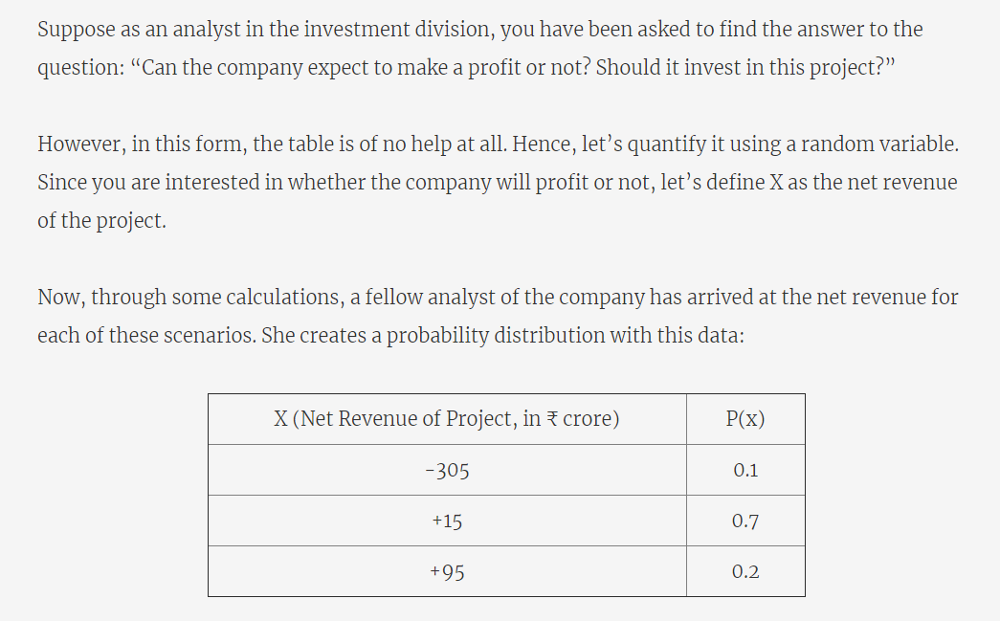 Suppose as an analyst in the investment division, you have been asked to find the answer to the
question: “Can the company expect to make a profit or not? Should it invest in this project?”
However, in this form, the table is of no help at all. Hence, let’s quantify it using a random variable.
Since you are interested in whether the company will profit or not, let’s define X as the net revenue
of the project.
Now, through some calculations, a fellow analyst of the company has arrived at the net revenue for
each of these scenarios. She creates a probability distribution with this data:
X (Net Revenue of Project, in ₹ crore) P(x)
-305 0.1
+15 0.7
+95 0.2